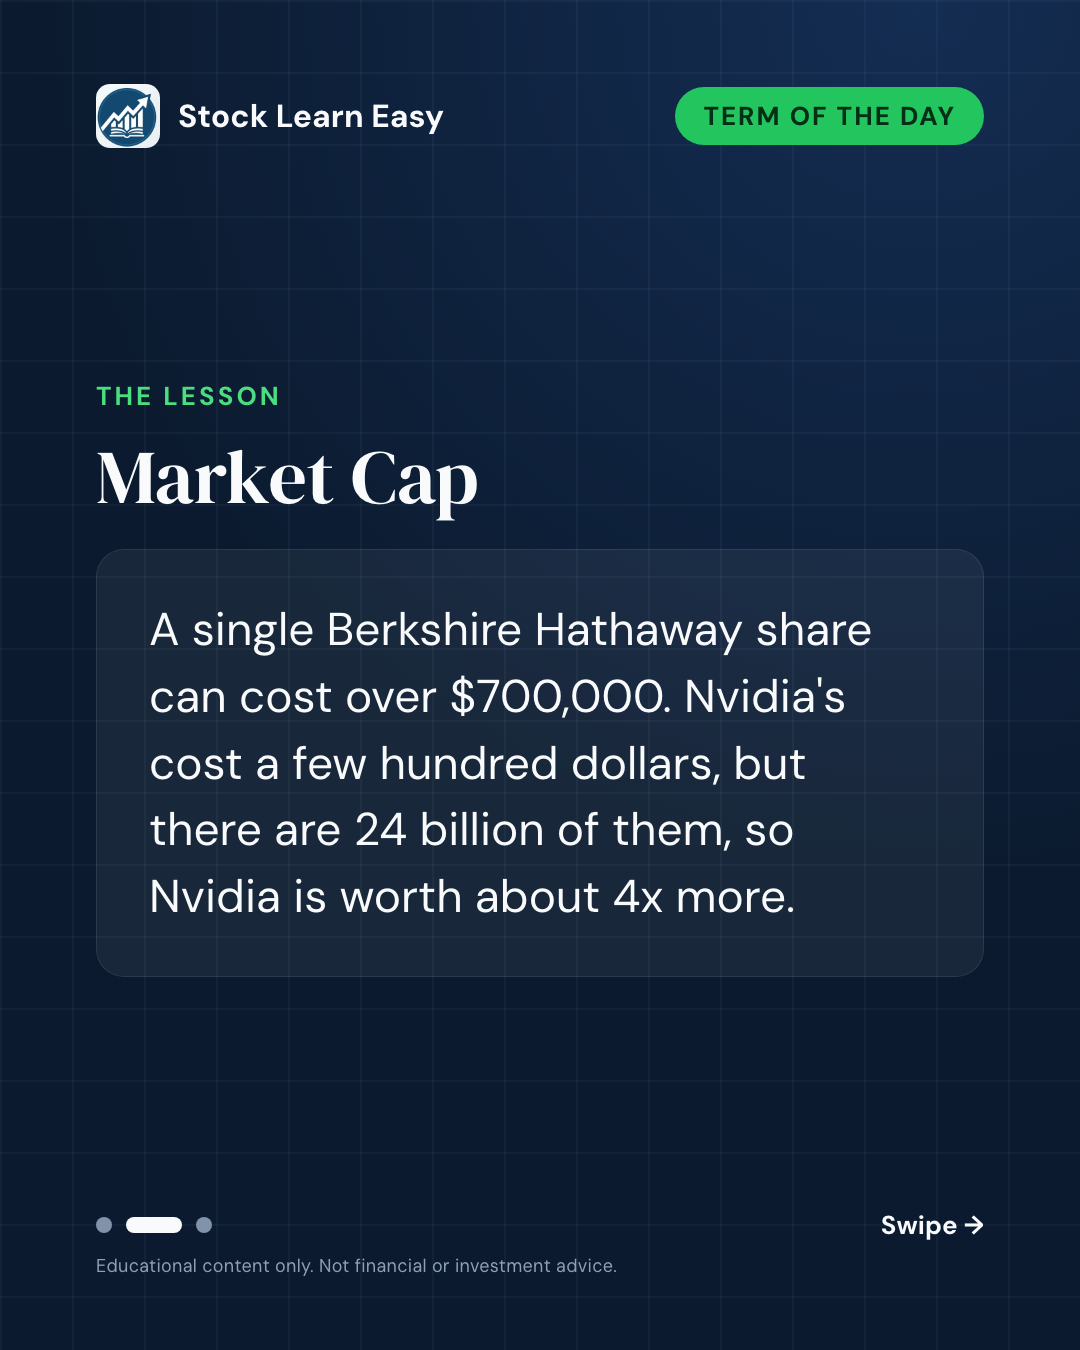 Stock Learn Easy
TERM OF THE DAY
THE LESSON
Market Cap
A single Berkshire Hathaway share
can cost over $700,000. Nvidia's
cost a few hundred dollars, but
there are 24 billion of them, so
Nvidia is worth about 4x more.
Swipe →
Educational content only. Not financial or investment advice.